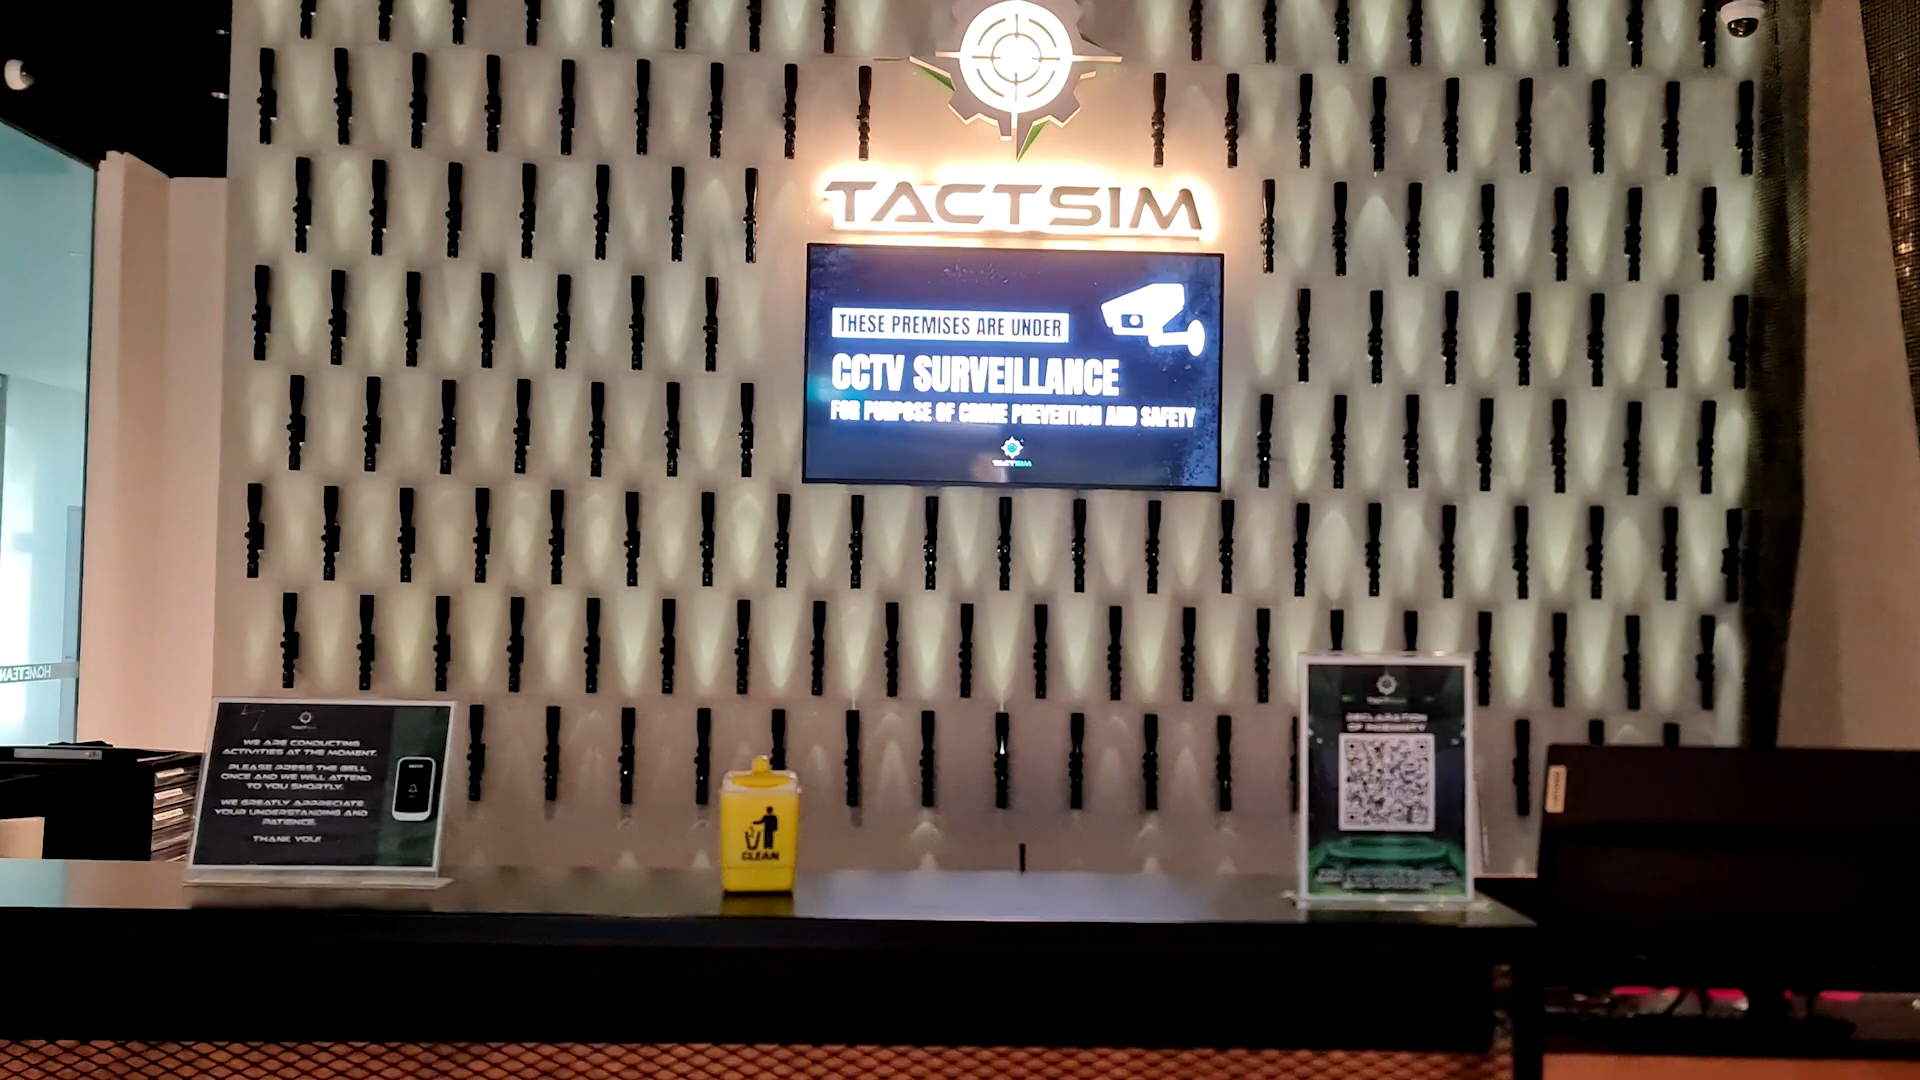 TACTSIM
THESE PREMISES ARE UNDER
CCTV SURVEILLANCE
FOR PURPOSE OF CRIME PREVENTION AND SAFETY
TACTSIM
WE ARE CONDUCTING
ACTIVITIES AT THE MOMENT.
PLEASE PRESS THE BELL
ONCE AND WE WILL ATTEND
TO YOU SHORTLY.
WE GREATLY APPRECIATE
YOUR UNDERSTANDING AND
PATIENCE.
THANK YOU!
CLEAN
DECLARATION
OF INDEMNITY
HOMETEAM